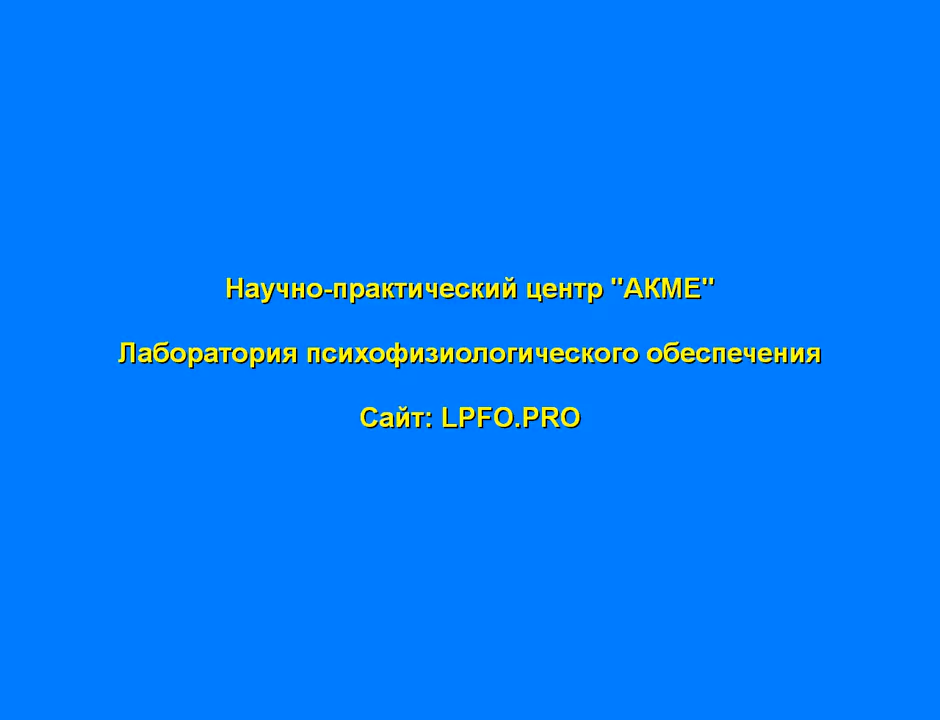 Научно-практический центр "АКМЕ"
Лаборатория психофизиологического обеспечения
Сайт: LPFO.PRO